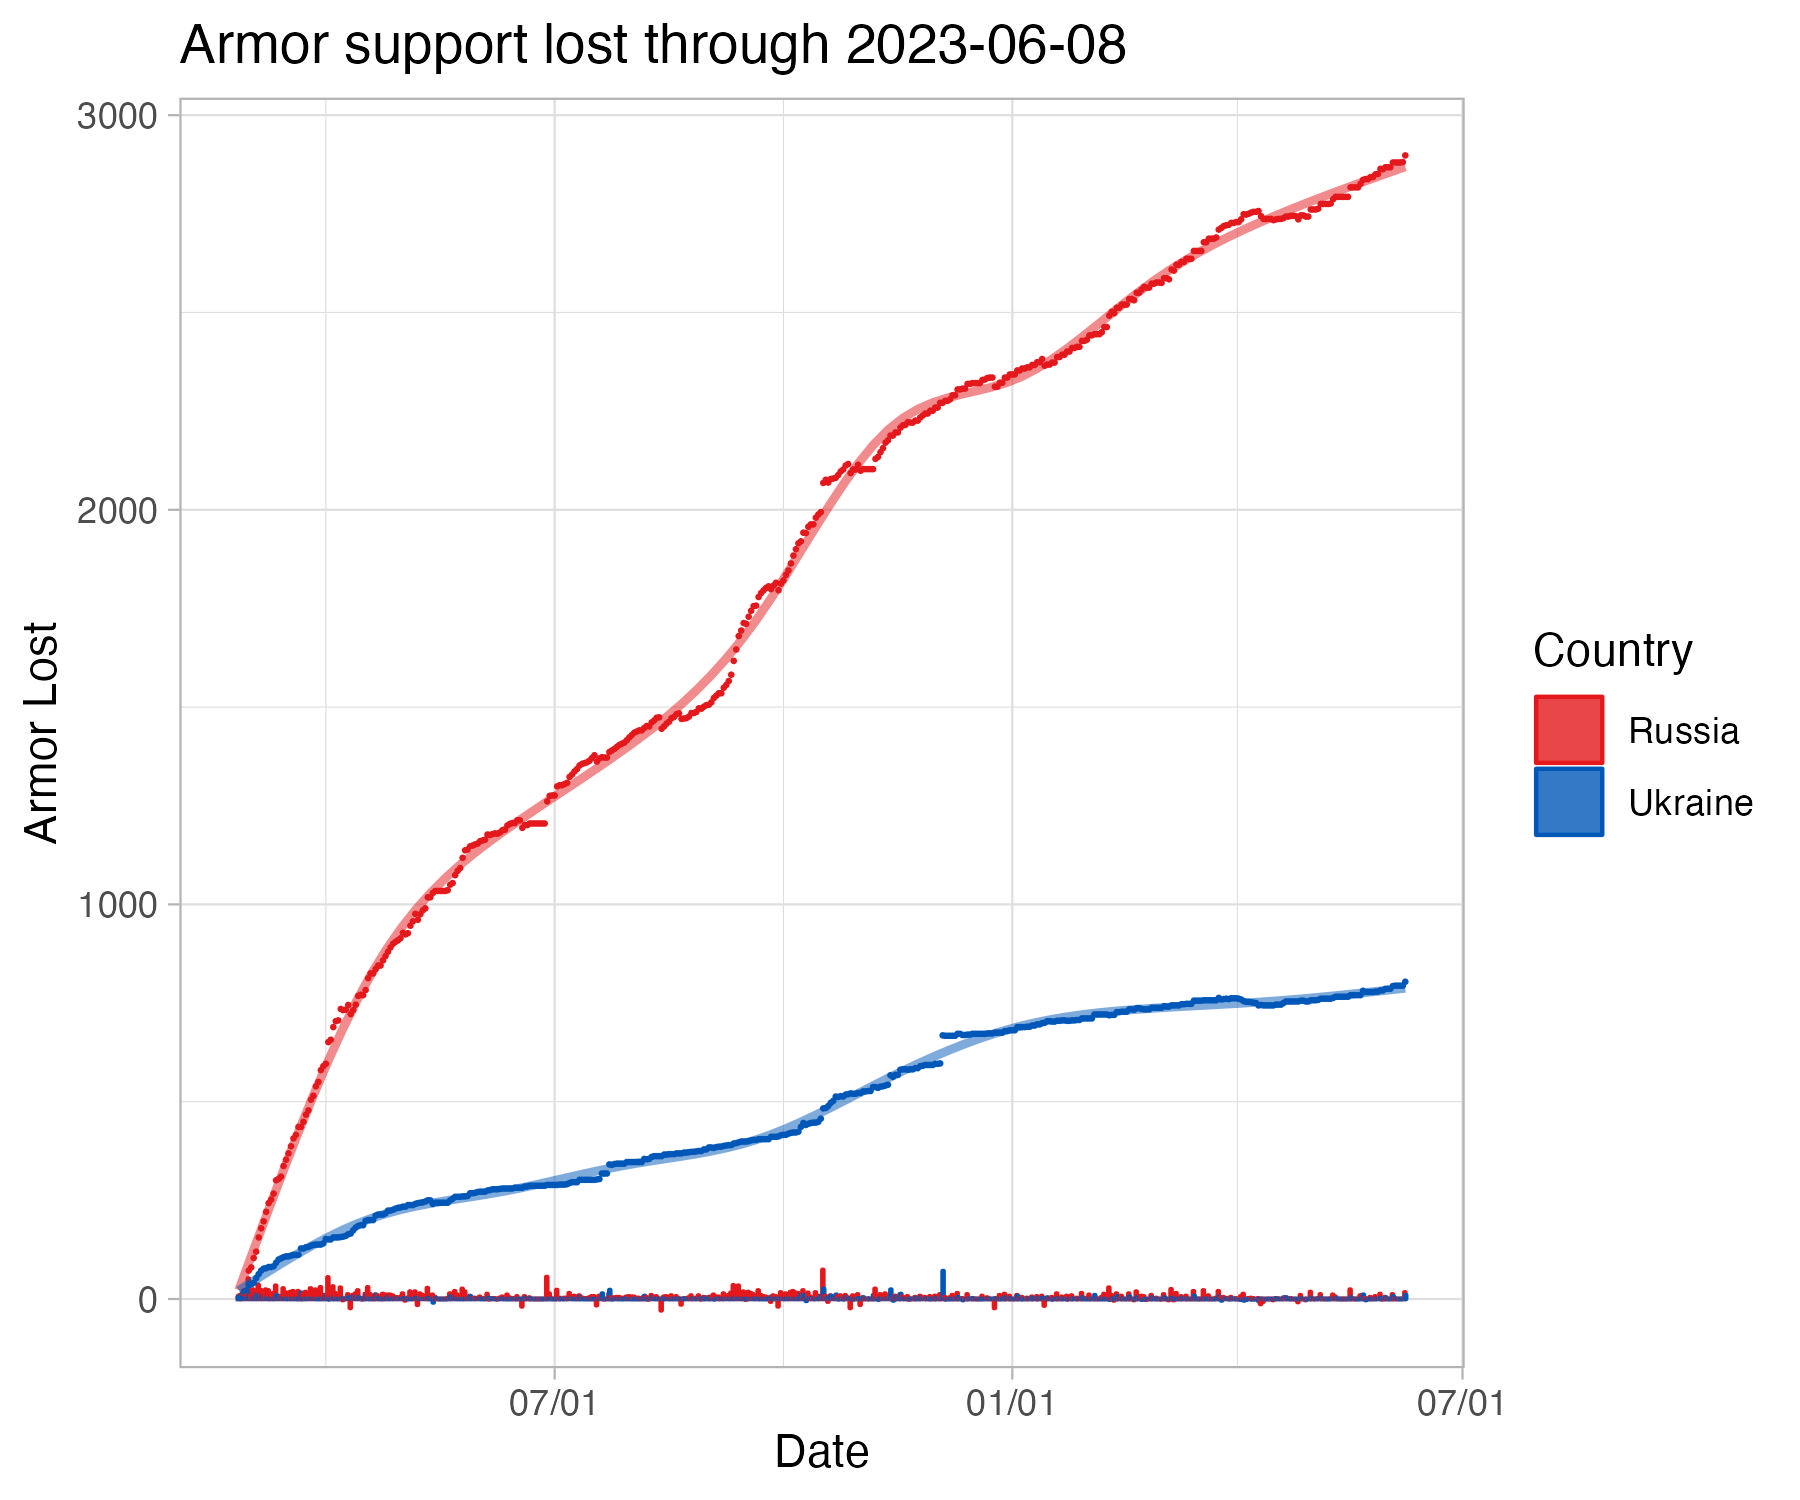 Armor support lost through 2023-06-08
3000
2000
1000
0
Armor Lost
07/01
01/01
07/01
Date
Country
Russia
Ukraine